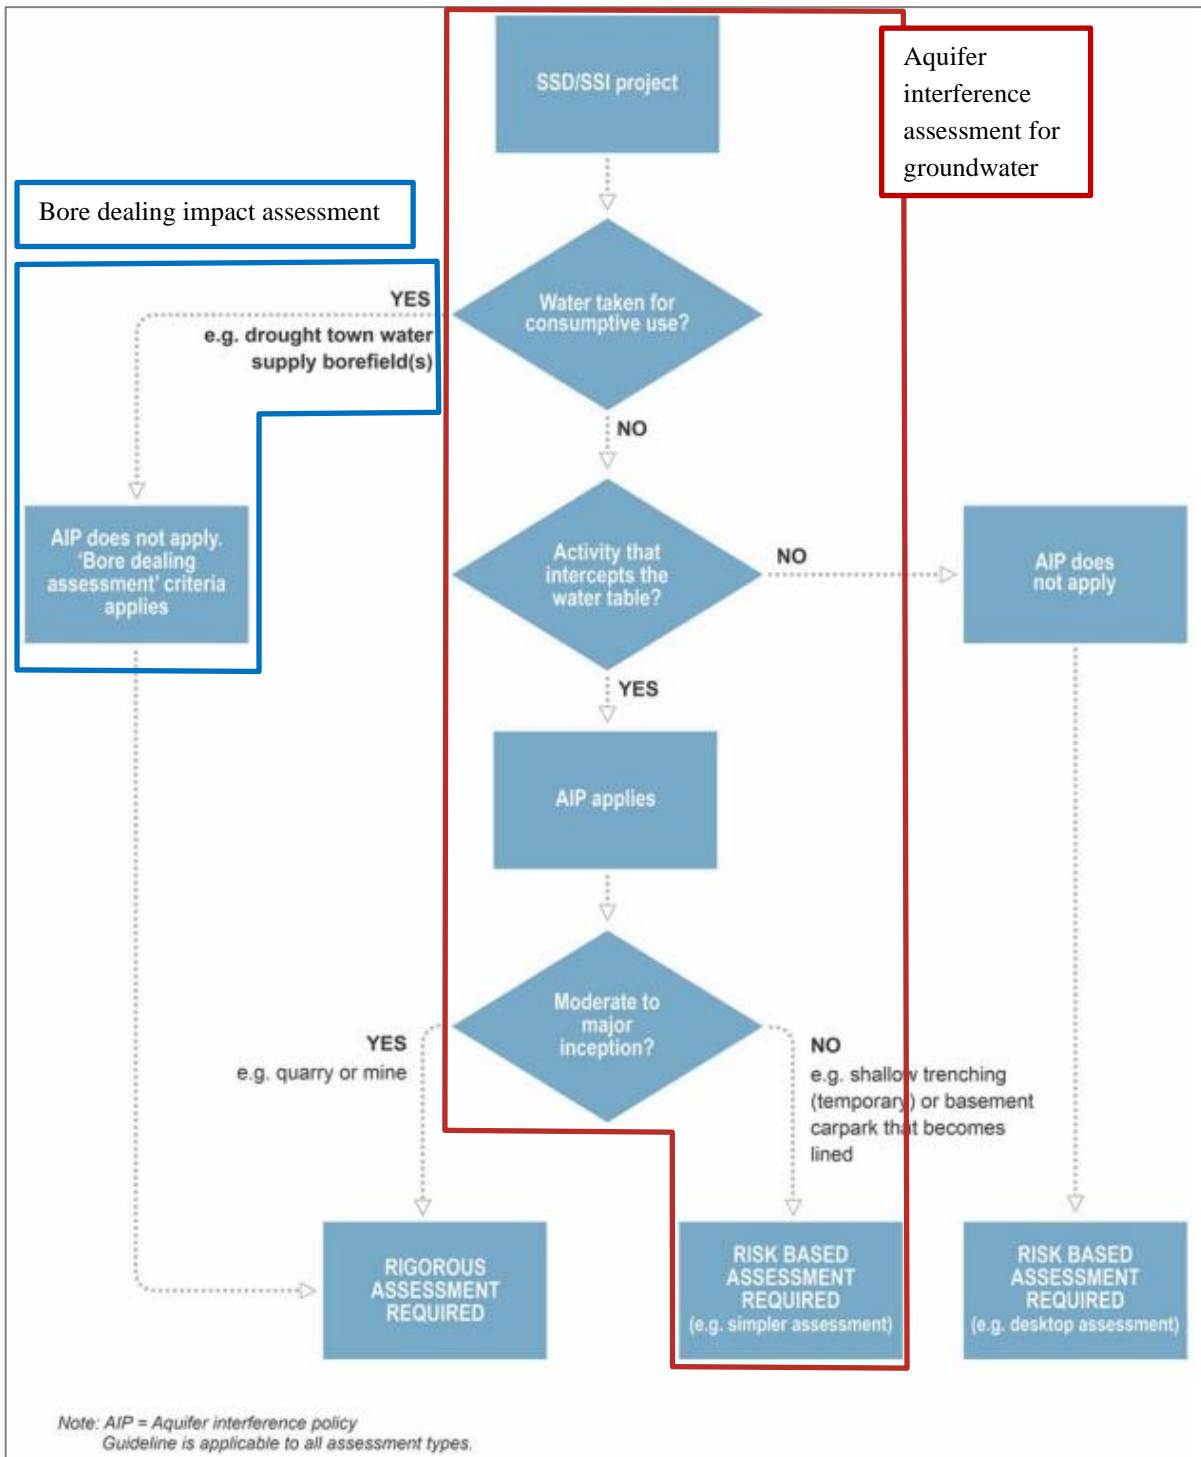 SSD/SSI project
Aquifer
interference
assessment for
groundwater
Bore dealing impact assessment
Water taken for
consumptive use?
YES
e.g. drought town water
supply borefield(s)
NO
AIP does not apply.
‘Bore dealing
assessment’ criteria
applies
Activity that
intercepts the
water table?
NO
AIP does
not apply
YES
AIP applies
Moderate to
major
inception?
YES
e.g. quarry or mine
NO
e.g. shallow trenching
(temporary) or basement
carpark that becomes
lined
RIGOROUS
ASSESSMENT
REQUIRED
RISK BASED
ASSESSMENT
REQUIRED
(e.g. simpler assessment)
RISK BASED
ASSESSMENT
REQUIRED
(e.g. desktop assessment)
Note: AIP = Aquifer interference policy
Guideline is applicable to all assessment types.